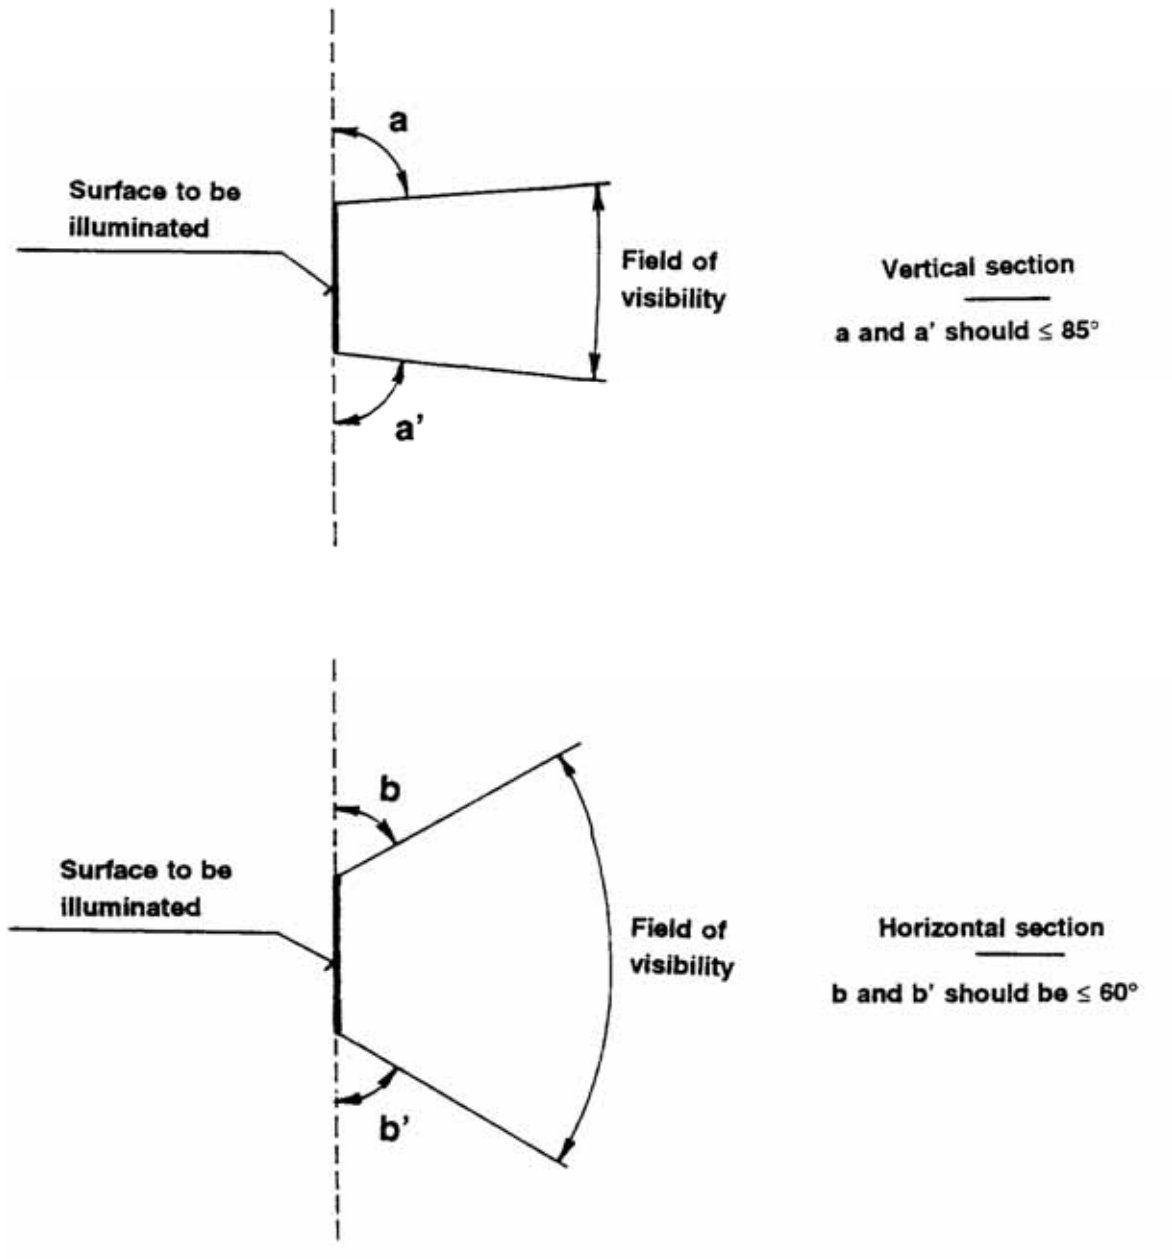 a
Surface to be
illuminated
Field of
visibility
Vertical section
a and a' should ≤ 85°
a'
b
Surface to be
illuminated
Field of
visibility
Horizontal section
b and b' should be ≤ 60°
b'